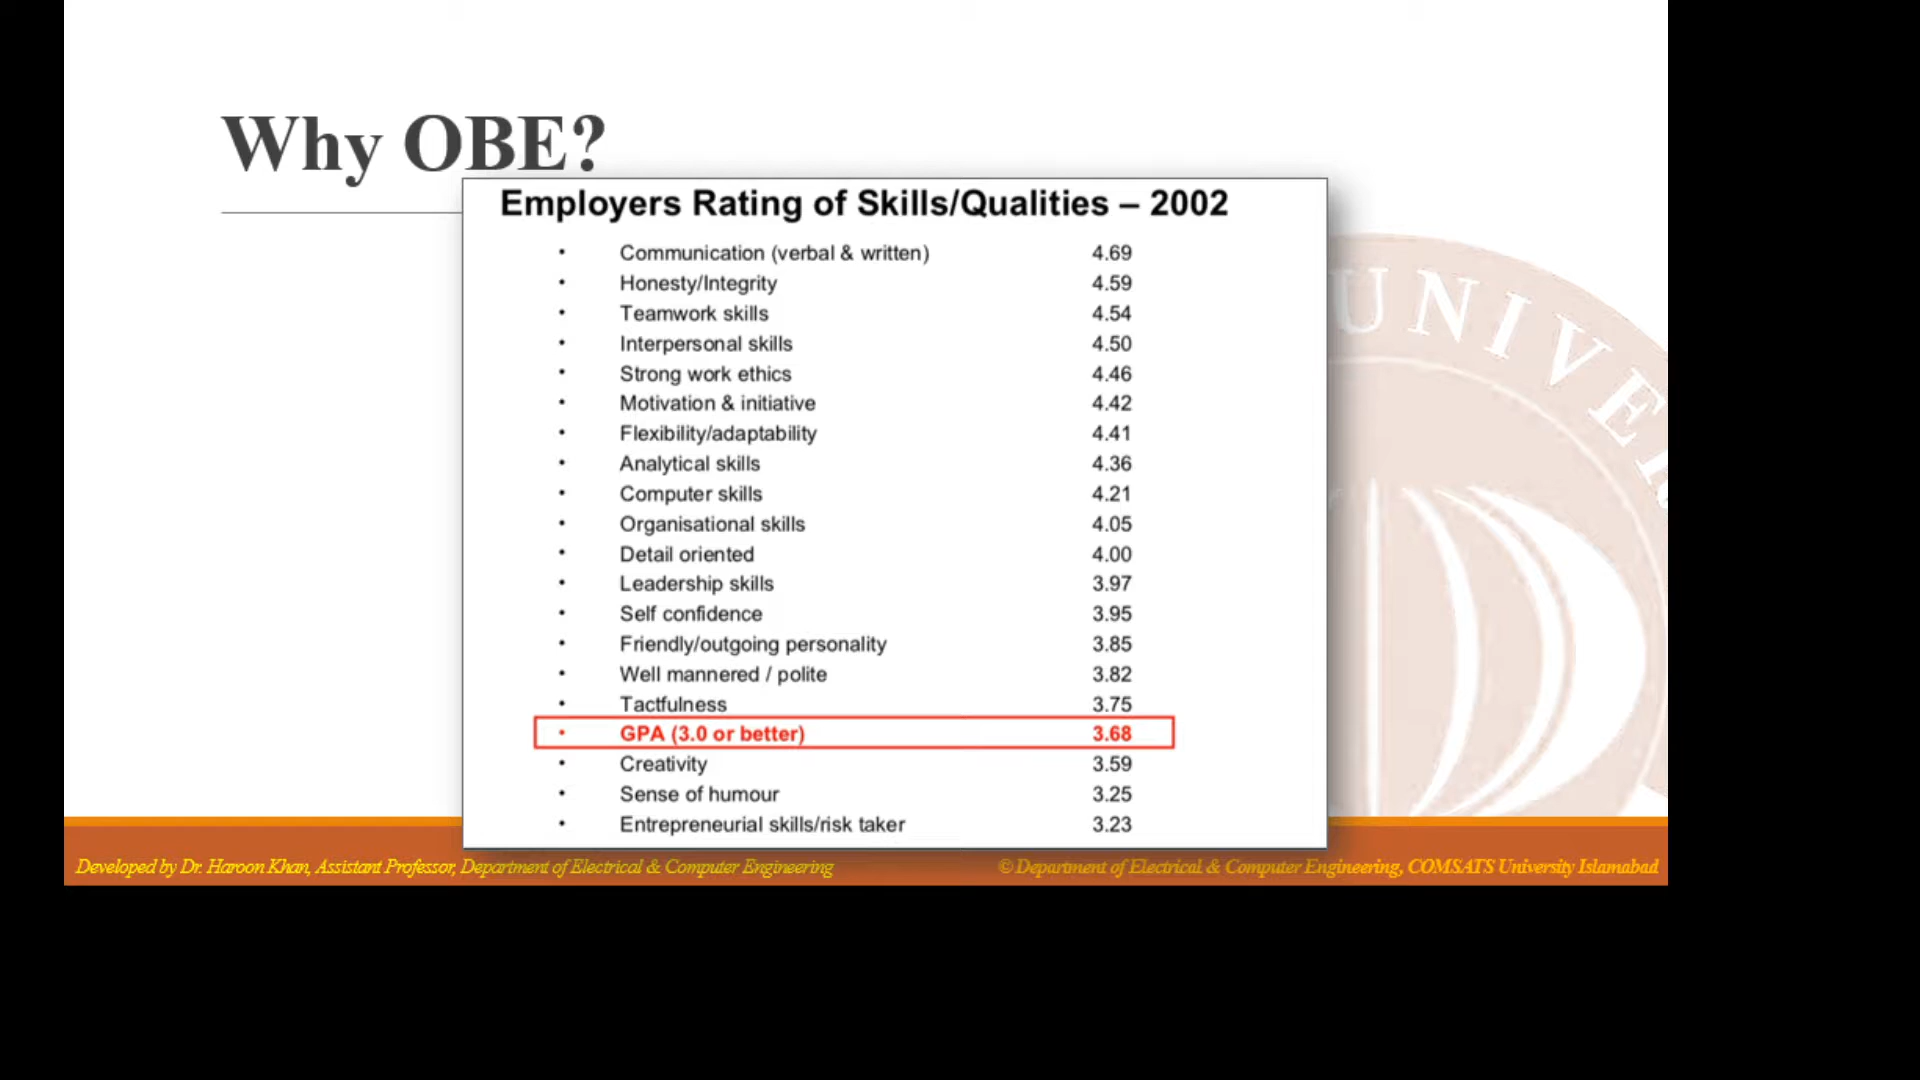 Why OBE?
Employers Rating of Skills/Qualities – 2002
• Communication (verbal & written) 4.69
• Honesty/Integrity 4.59
• Teamwork skills 4.54
• Interpersonal skills 4.50
• Strong work ethics 4.46
• Motivation & initiative 4.42
• Flexibility/adaptability 4.41
• Analytical skills 4.36
• Computer skills 4.21
• Organisational skills 4.05
• Detail oriented 4.00
• Leadership skills 3.97
• Self confidence 3.95
• Friendly/outgoing personality 3.85
• Well mannered / polite 3.82
• Tactfulness 3.75
• GPA (3.0 or better) 3.68
• Creativity 3.59
• Sense of humour 3.25
• Entrepreneurial skills/risk taker 3.23
UNIVER
Developed by Dr. Haroon Khan, Assistant Professor, Department of Electrical & Computer Engineering
© Department of Electrical & Computer Engineering, COMSATS University Islamabad